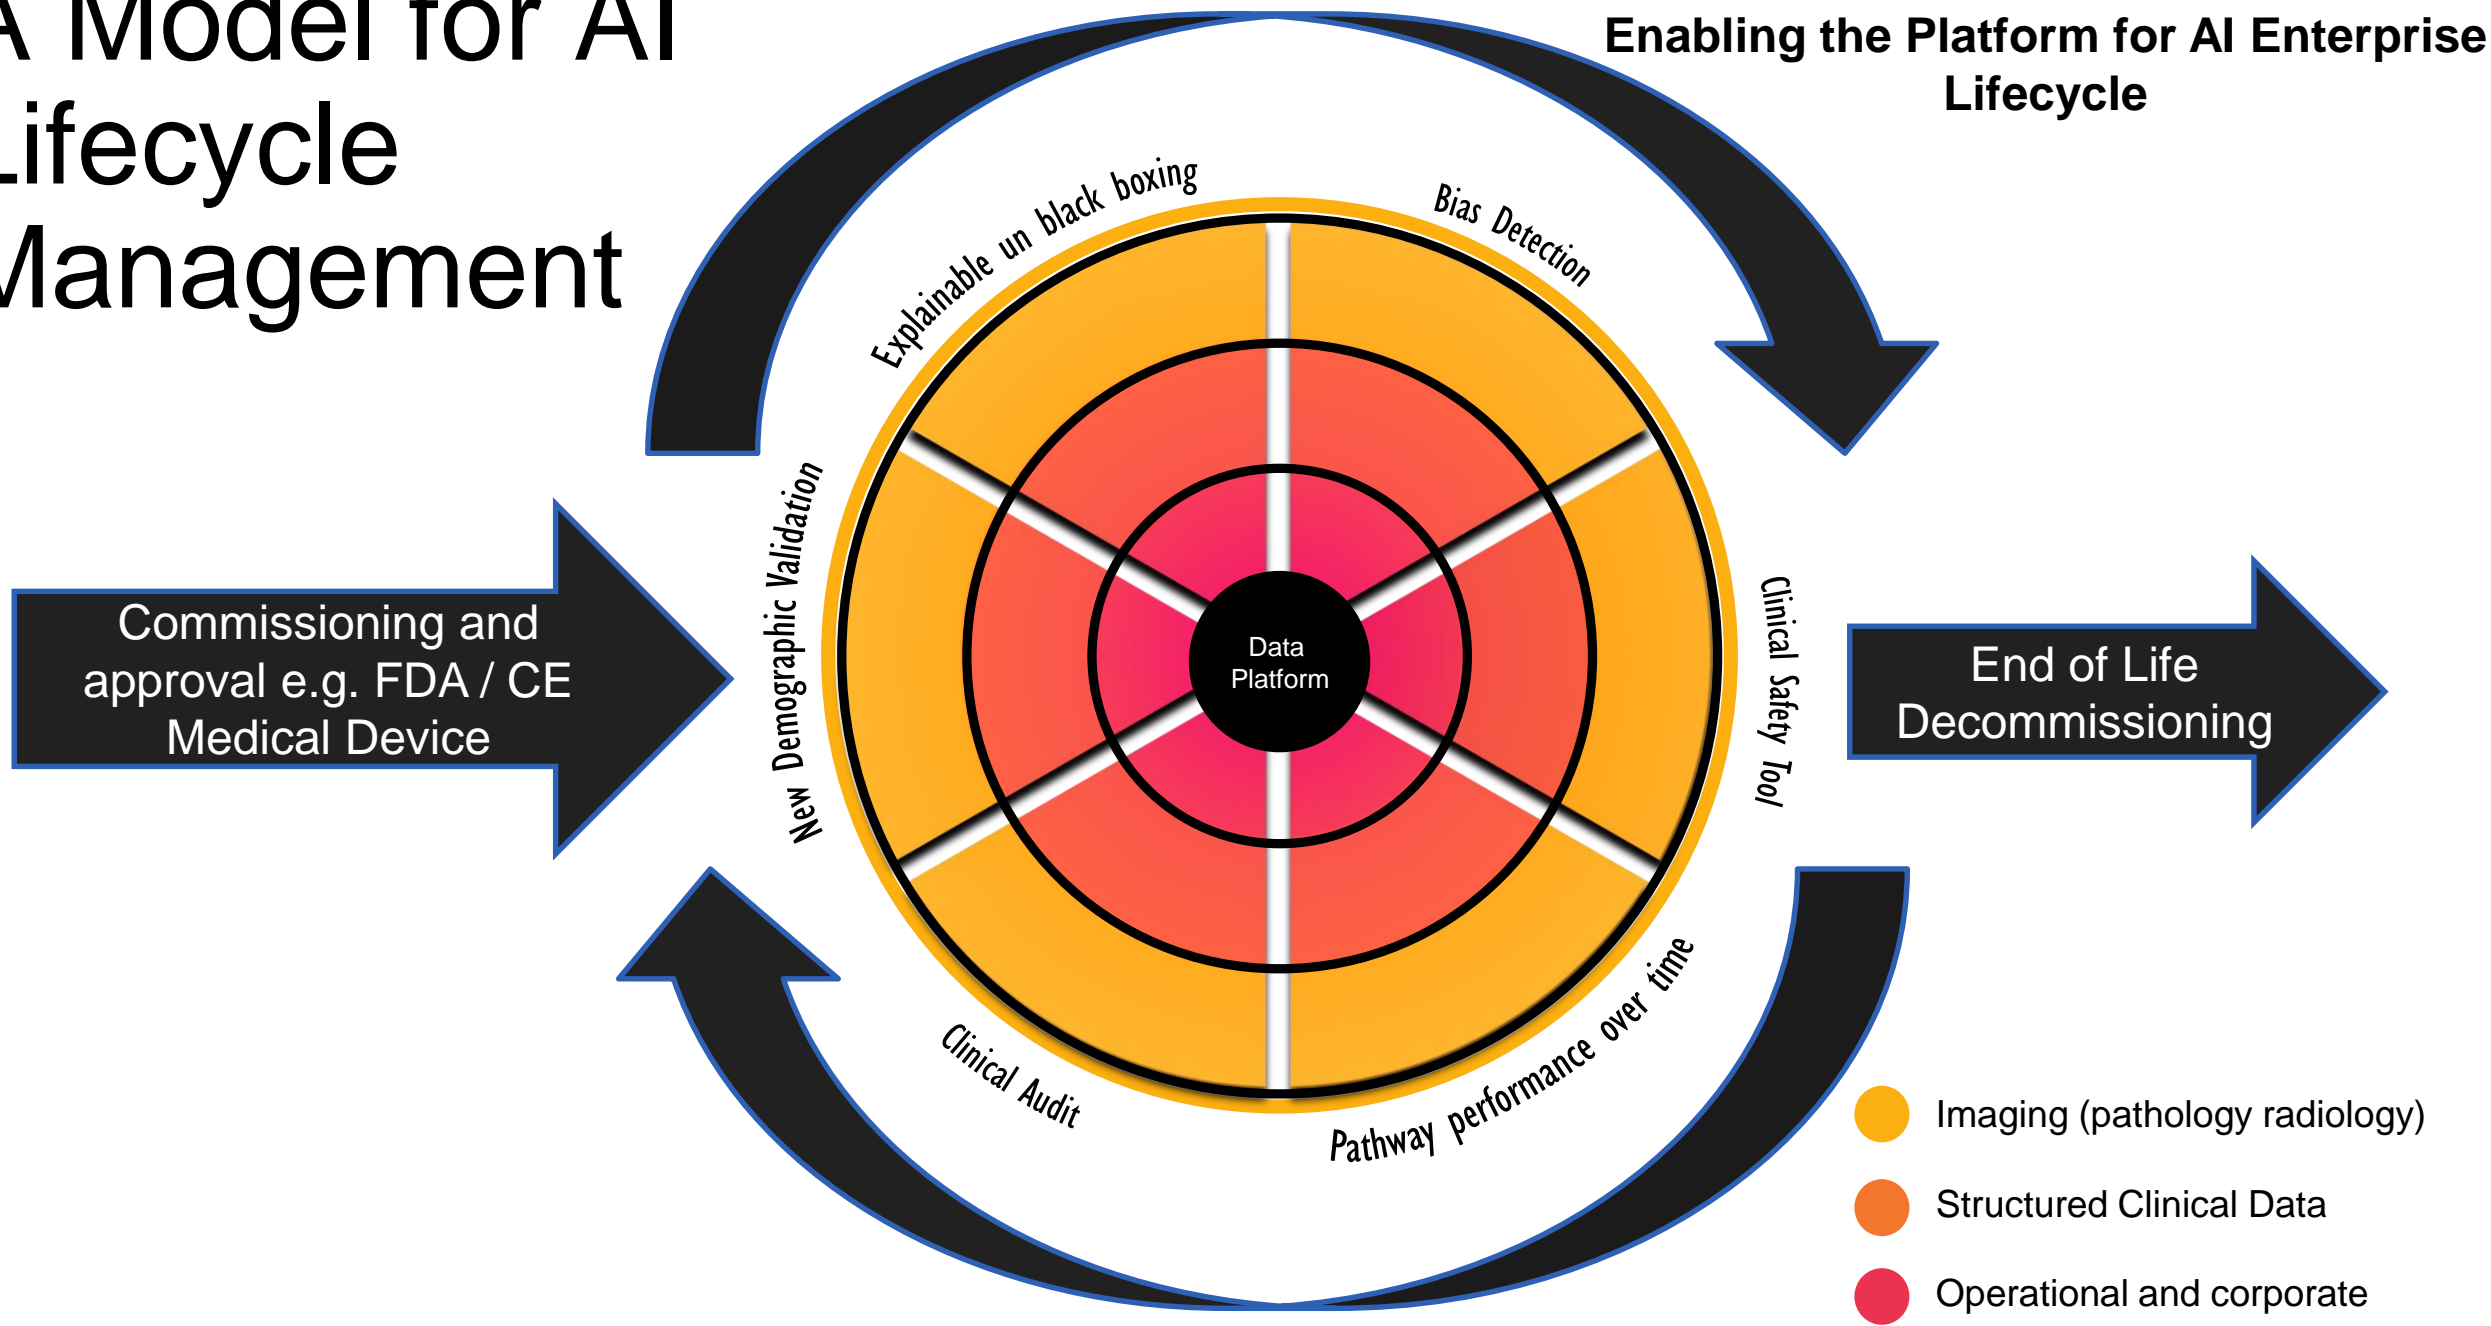 A Model for AI
Lifecycle
Management
Enabling the Platform for AI Enterprise
Lifecycle
Explainable un black boxing
Bias Detection
New Demographic Validation
Clinical Safety Tool
Clinical Audit
Pathway performance over time
Commissioning and
approval e.g. FDA / CE
Medical Device
Data
Platform
End of Life
Decommissioning
Imaging (pathology radiology)
Structured Clinical Data
Operational and corporate